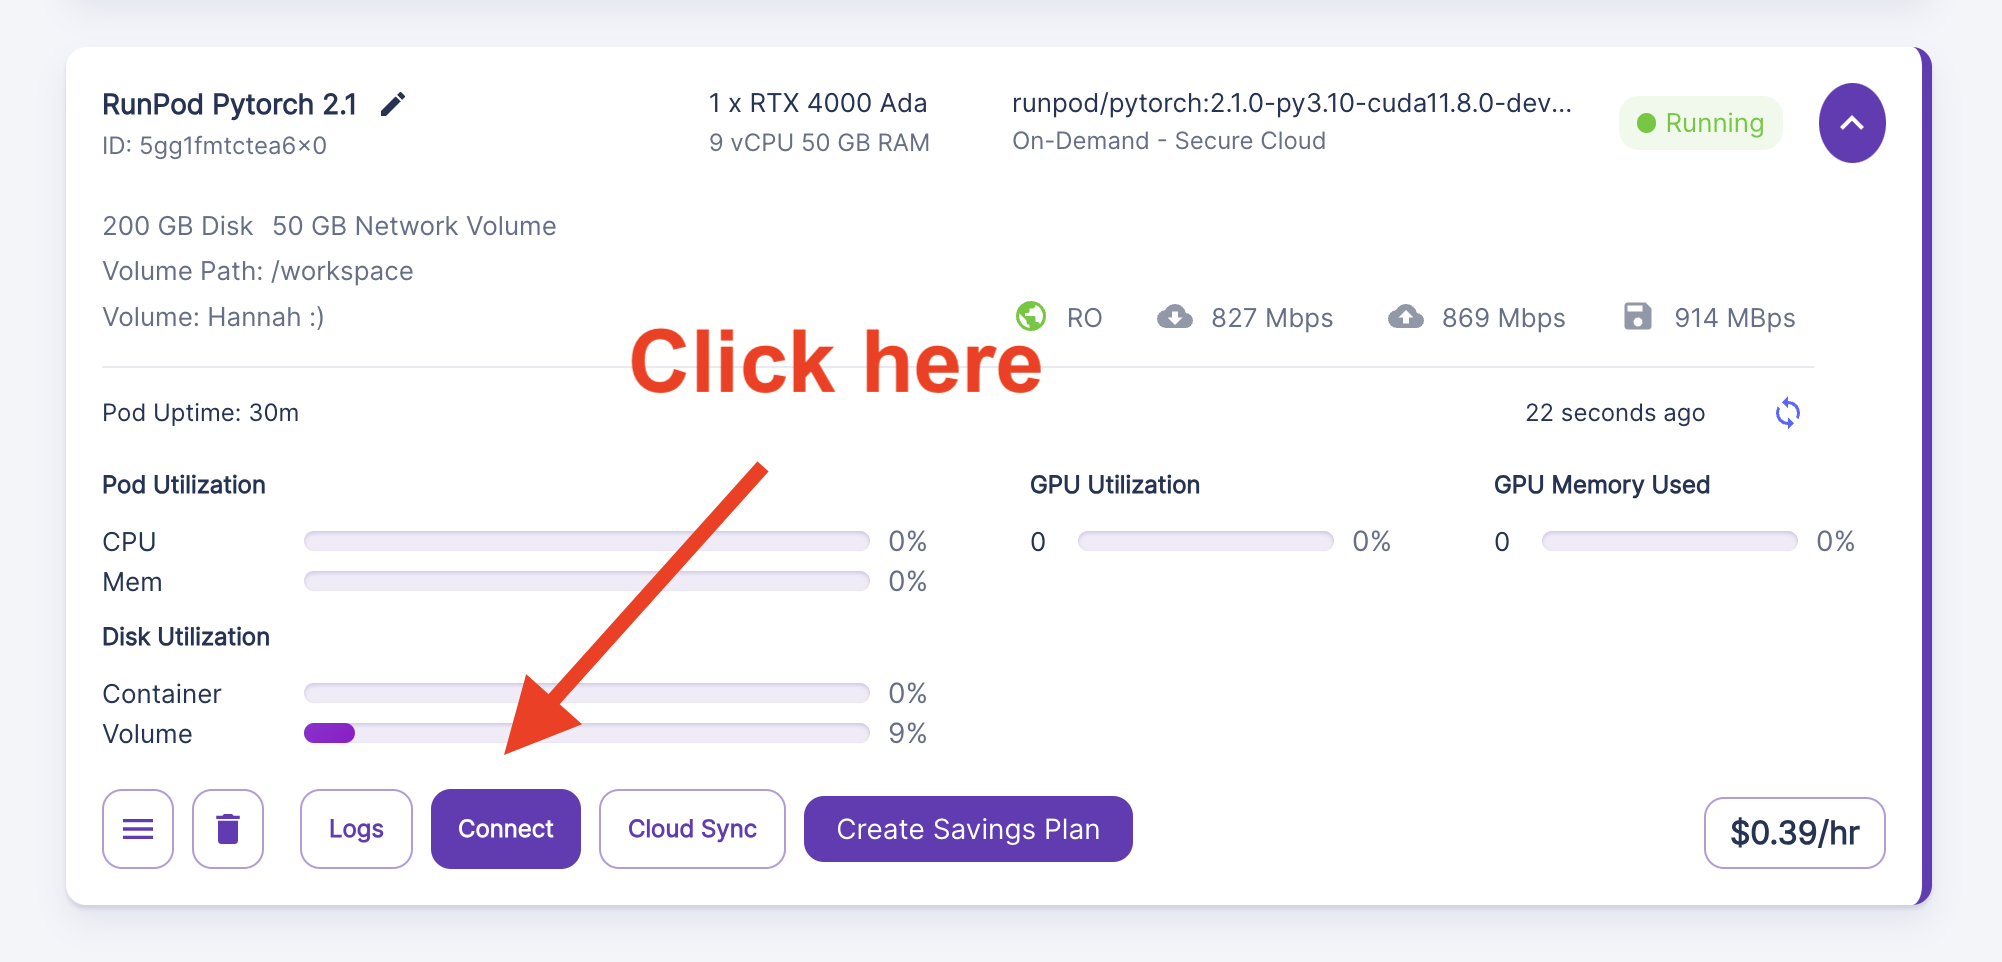 RunPod Pytorch 2.1
ID: 5gg1fmtctea6x0
1 x RTX 4000 Ada
9 vCPU 50 GB RAM
runpod/pytorch:2.1.0-py3.10-cuda11.8.0-dev...
On-Demand - Secure Cloud
Running
200 GB Disk 50 GB Network Volume
Volume Path: /workspace
Volume: Hannah :)
RO 827 Mbps 869 Mbps 914 MBps
Click here
Pod Uptime: 30m
22 seconds ago
Pod Utilization
CPU 0%
Mem 0%
GPU Utilization
0 0%
GPU Memory Used
0 0%
Disk Utilization
Container 0%
Volume 9%
Logs Connect Cloud Sync Create Savings Plan $0.39/hr